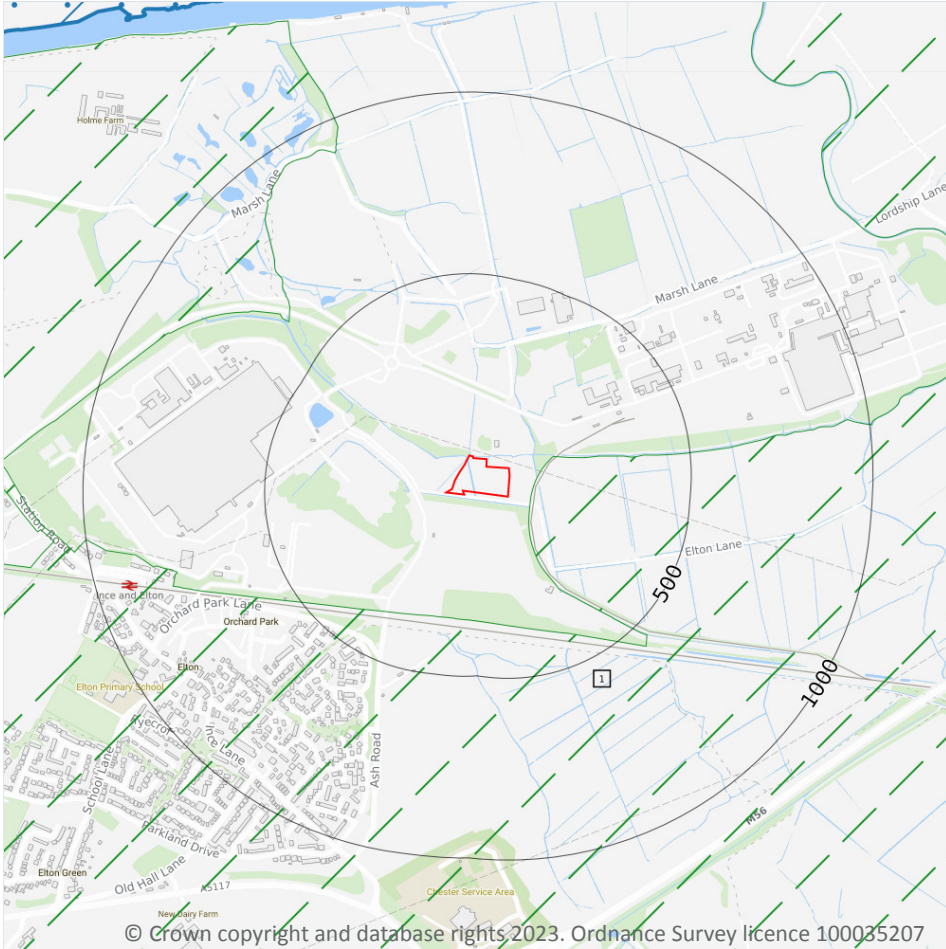 Holme Farm
Marsh Lane
Lordship Lane
Marsh Lane
Station Road
Elton Lane
500
nce and Elton
Orchard Park Lane
Orchard Park
Elton
1
1000
Elton Primary School
Ryecrof
Ince Lane
School Lane
Ash Road
M56
Parkland Drive
Elton Green
Old Hall Lane
A5117
Chester Service Area
New Dairy Farm
© Crown copyright and database rights 2023. Ordnance Survey licence 100035207